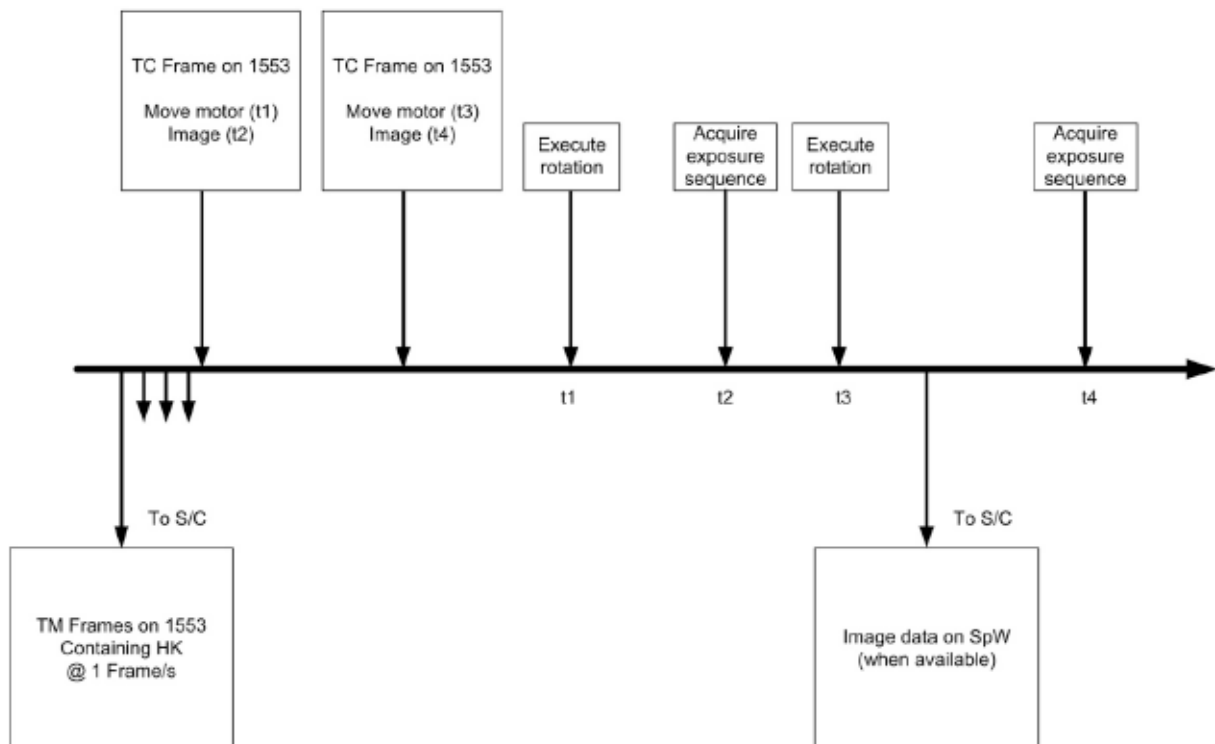 TC Frame on 1553
Move motor (t1)
Image (t2)
TC Frame on 1553
Move motor (t3)
Image (t4)
Execute
rotation
Acquire
exposure
sequence
Execute
rotation
Acquire
exposure
sequence
t1
t2
t3
t4
To S/C
To S/C
TM Frames on 1553
Containing HK
@ 1 Frame/s
Image data on SpW
(when available)